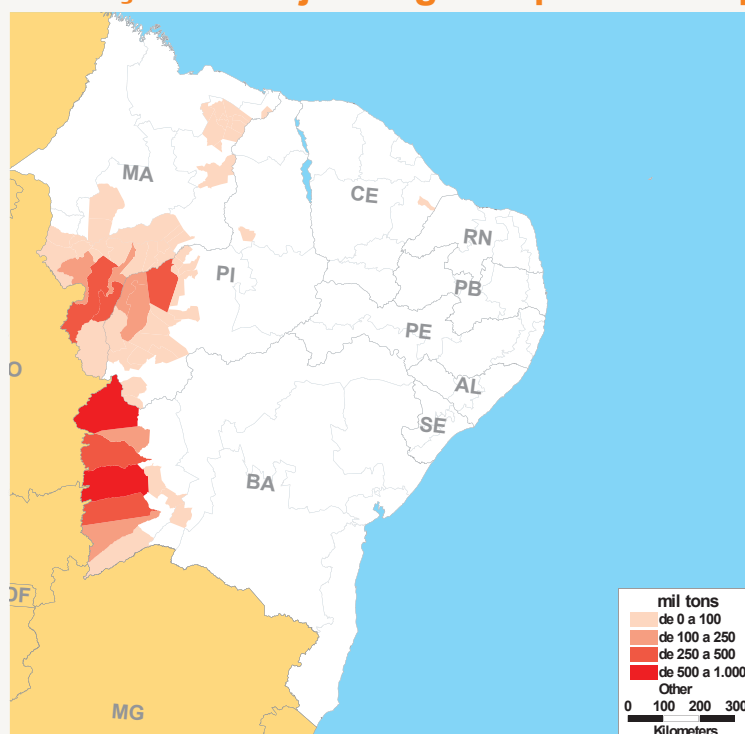 MA
CE
RN
PI
PB
PE
O
AL
SE
BA
DF
MG
mil tons
de 0 a 100
de 100 a 250
de 250 a 500
de 500 a 1.000
Other
0 100 200 300
Kilometers